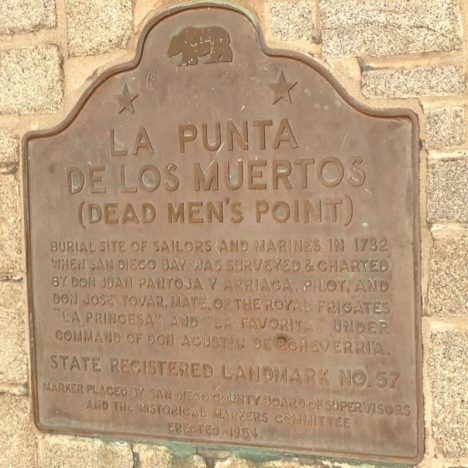 LA PUNTA
DE LOS MUERTOS
(DEAD MEN'S POINT)
BURIAL SITE OF SAILORS AND MARINES IN 1782
WHEN SAN DIEGO BAY WAS SURVEYED & CHARTED
BY DON JUAN PANTOJA Y ARRIAGA, PILOT, AND
DON JOSE' TOVAR, MATE, OF THE ROYAL FRIGATES
"LA PRINCESA" AND "LA FAVORITA" UNDER
COMMAND OF DON AGUSTIN DE ECHEVERRIA.
STATE REGISTERED LANDMARK NO. 57
MARKER PLACED BY SAN DIEGO COUNTY BOARD OF SUPERVISORS
AND THE HISTORICAL MARKERS COMMITTEE
ERECTED 1954